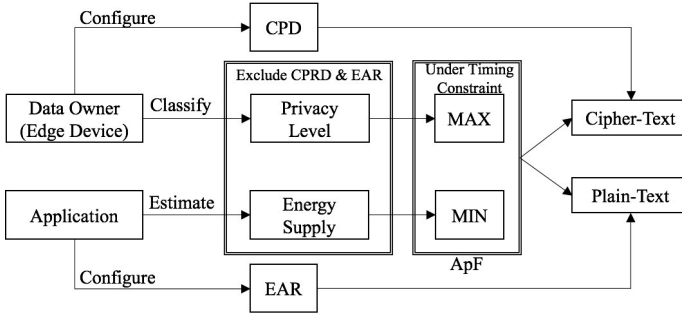 Configure
CPD
Exclude CPRD & EAR
Under Timing
Constraint
Data Owner
(Edge Device)
Classify
Privacy
Level
MAX
Cipher-Text
Application
Estimate
Energy
Supply
MIN
Plain-Text
ApF
Configure
EAR